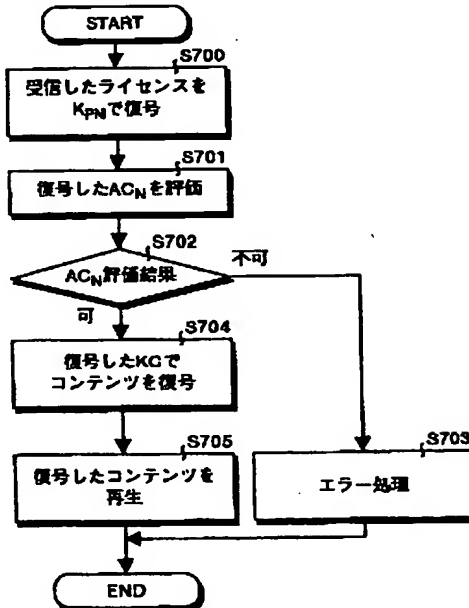 START
S700
受信したライセンスを
KPNで復号
S701
復号したACNを評価
S702
ACN評価結果
不可
可
S704
復号したKCで
コンテンツを復号
S705
復号したコンテンツを
再生
S703
エラー処理
END